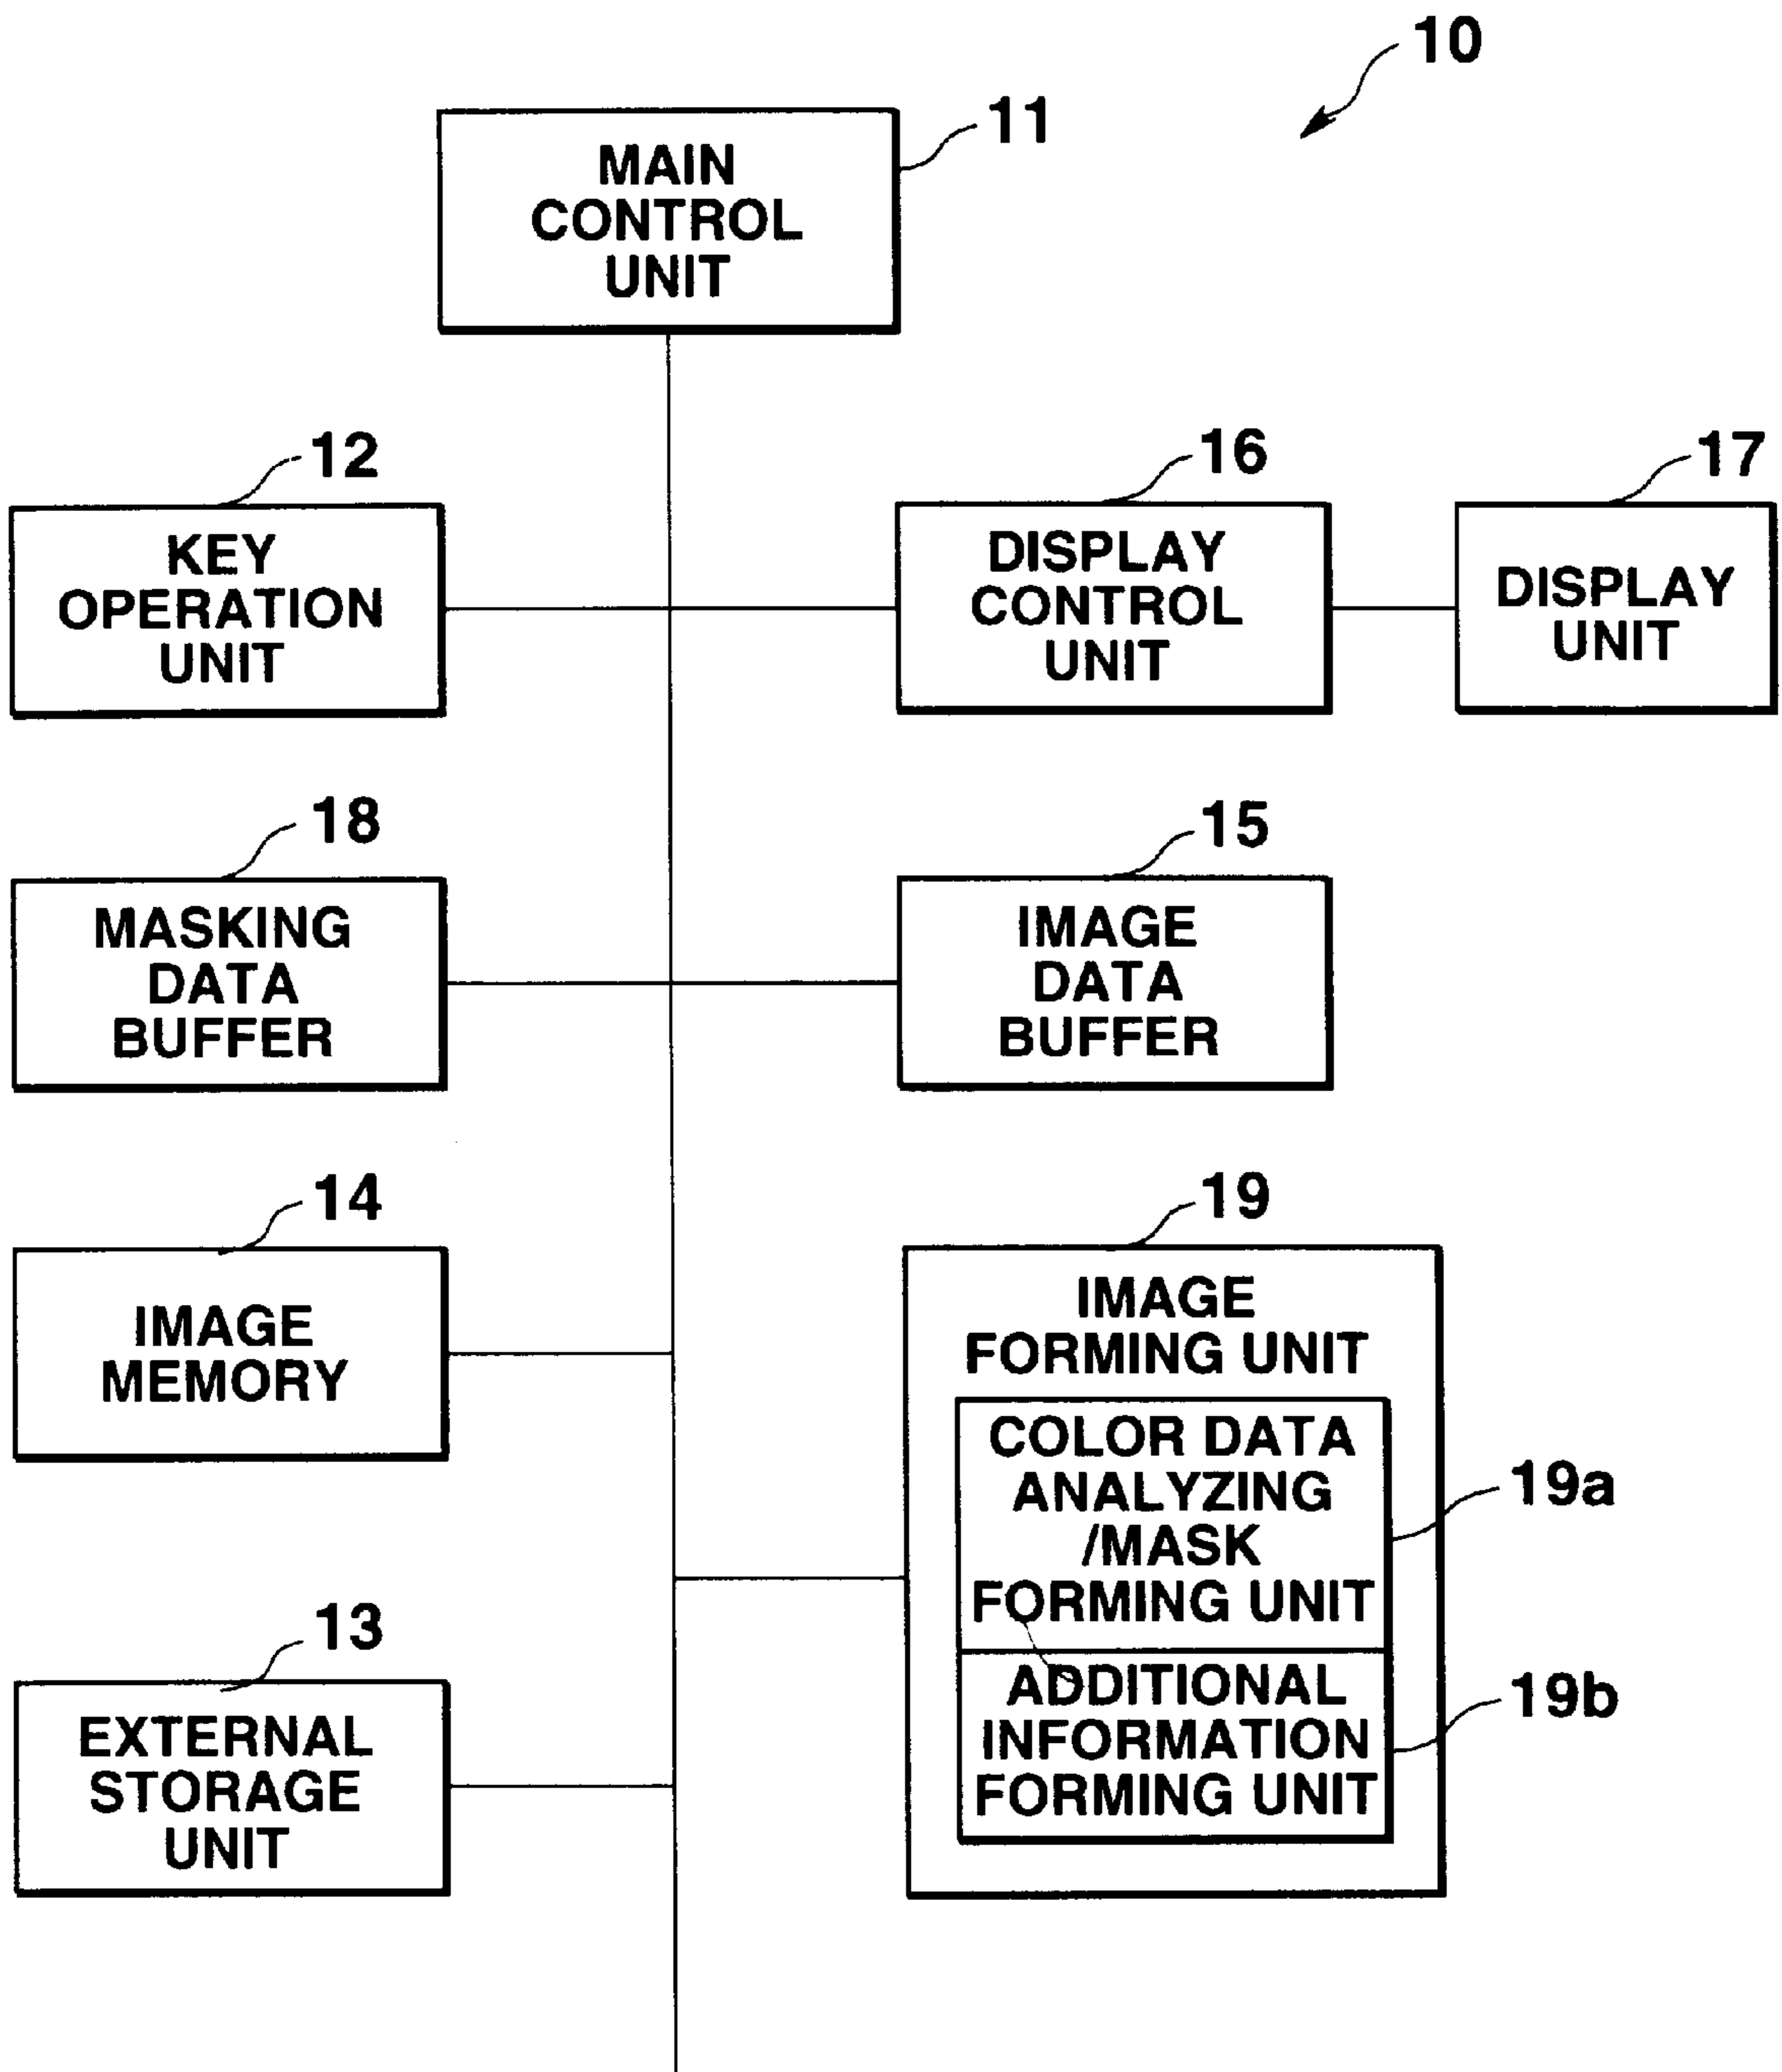 10
11
MAIN
CONTROL
UNIT
12
KEY
OPERATION
UNIT
16
DISPLAY
CONTROL
UNIT
17
DISPLAY
UNIT
18
MASKING
DATA
BUFFER
15
IMAGE
DATA
BUFFER
14
IMAGE
MEMORY
19
IMAGE
FORMING UNIT
COLOR DATA
ANALYZING
/MASK
FORMING UNIT
19a
ADDITIONAL
INFORMATION
FORMING UNIT
19b
13
EXTERNAL
STORAGE
UNIT